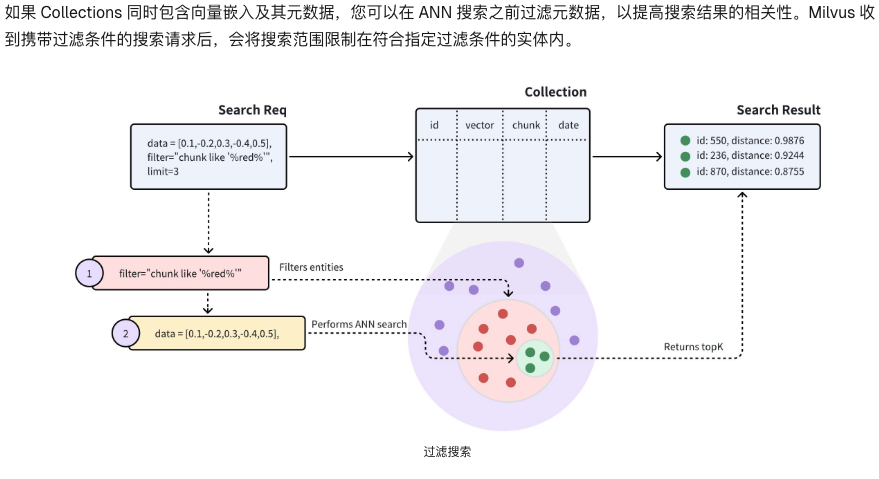 如果 Collections 同时包含向量嵌入及其元数据，您可以在 ANN 搜索之前过滤元数据，以提高搜索结果的相关性。Milvus 收
到携带过滤条件的搜索请求后，会将搜索范围限制在符合指定过滤条件的实体内。
Collection
Search Req
Search Result
data = [0.1,-0.2,0.3,-0.4,0.5],
filter="chunk like '%red%'",
limit=3
id vector chunk date
id: 550, distance: 0.9876
id: 236, distance: 0.9244
id: 870, distance: 0.8755
1 filter="chunk like '%red%'"
Filters entities
2 data = [0.1,-0.2,0.3,-0.4,0.5],
Performs ANN search
Returns topK
过滤搜索